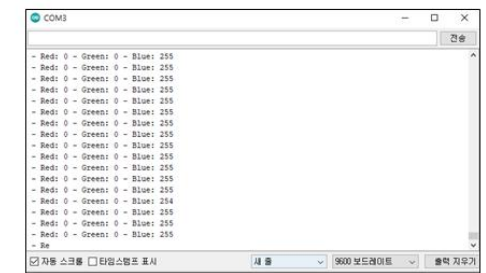 COM3
전송
- Red: 0 - Green: 0 - Blue: 255
- Red: 0 - Green: 0 - Blue: 255
- Red: 0 - Green: 0 - Blue: 255
- Red: 0 - Green: 0 - Blue: 255
- Red: 0 - Green: 0 - Blue: 255
- Red: 0 - Green: 0 - Blue: 255
- Red: 0 - Green: 0 - Blue: 255
- Red: 0 - Green: 0 - Blue: 255
- Red: 0 - Green: 0 - Blue: 255
- Red: 0 - Green: 0 - Blue: 255
- Red: 0 - Green: 0 - Blue: 255
- Red: 0 - Green: 0 - Blue: 255
- Red: 0 - Green: 0 - Blue: 255
- Red: 0 - Green: 0 - Blue: 254
- Red: 0 - Green: 0 - Blue: 255
- Red: 0 - Green: 0 - Blue: 255
- Red: 0 - Green: 0 - Blue: 255
- Re
자동 스크롤 타임스탬프 표시 새 줄 9600 보드레이트 출력 지우기